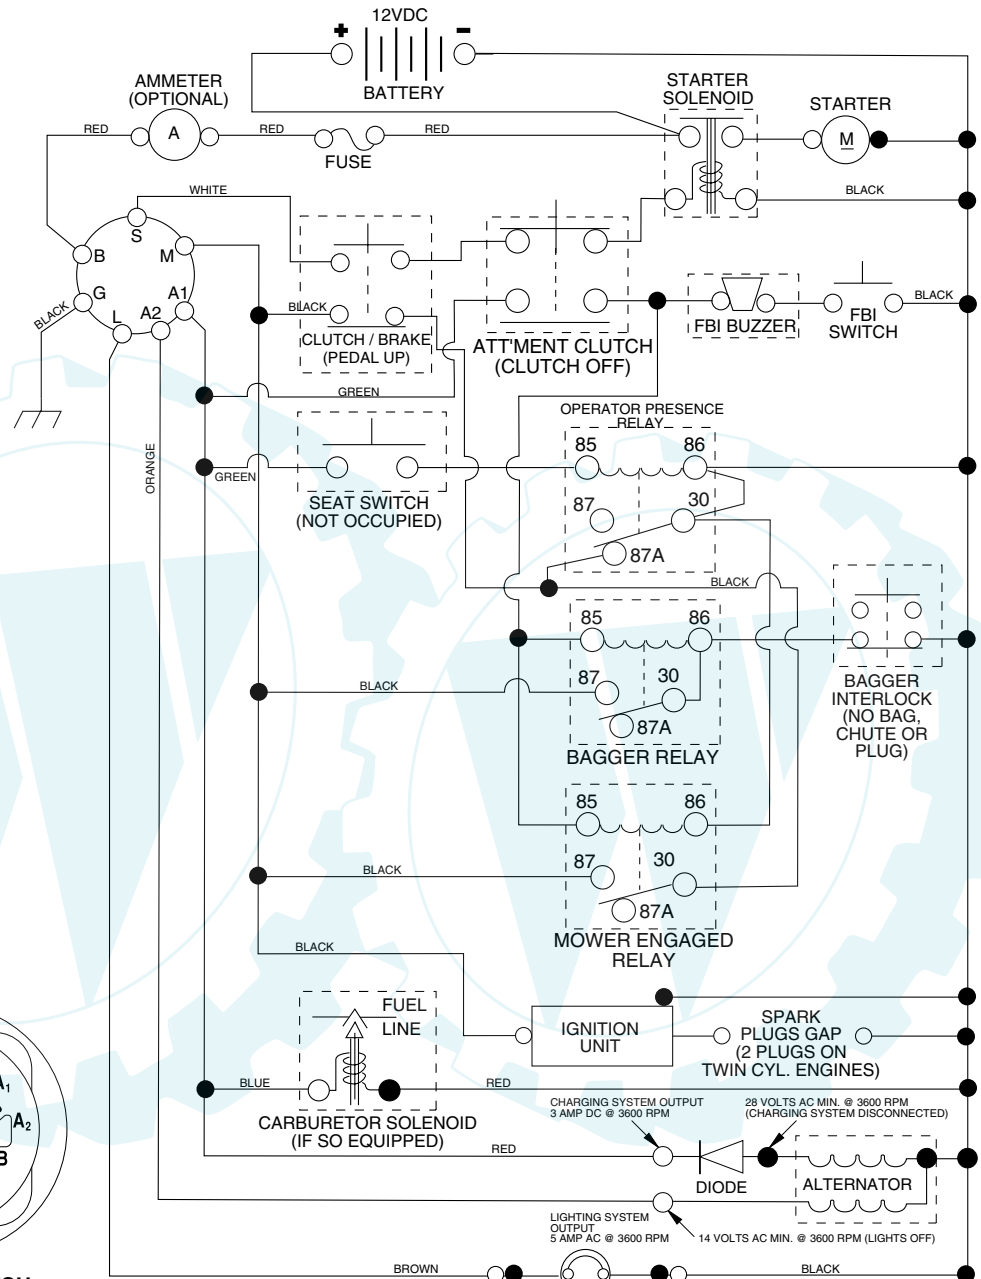 12VDC
+
-
BATTERY
AMMETER
(OPTIONAL)
STARTER
SOLENOID
STARTER
RED
A
RED
FUSE
RED
M
WHITE
BLACK
S
B
M
G
L
A2
A1
BLACK
BLACK
CLUTCH / BRAKE
(PEDAL UP)
ATT'MENT CLUTCH
(CLUTCH OFF)
FBI BUZZER
FBI
SWITCH
BLACK
GREEN
ORANGE
GREEN
SEAT SWITCH
(NOT OCCUPIED)
OPERATOR PRESENCE
RELAY
85
86
87
30
87A
BLACK
85
86
87
30
87A
BLACK
BAGGER RELAY
BAGGER
INTERLOCK
(NO BAG,
CHUTE OR
PLUG)
85
86
87
30
87A
BLACK
MOWER ENGAGED
RELAY
BLACK
FUEL
LINE
IGNITION
UNIT
SPARK
PLUGS GAP
(2 PLUGS ON
TWIN CYL. ENGINES)
BLUE
RED
CARBURETOR SOLENOID
(IF SO EQUIPPED)
CHARGING SYSTEM OUTPUT
3 AMP DC @ 3600 RPM
28 VOLTS AC MIN. @ 3600 RPM
(CHARGING SYSTEM DISCONNECTED)
RED
DIODE
ALTERNATOR
A2
LIGHTING SYSTEM
OUTPUT
5 AMP AC @ 3600 RPM
14 VOLTS AC MIN. @ 3600 RPM (LIGHTS OFF)
BROWN
BLACK